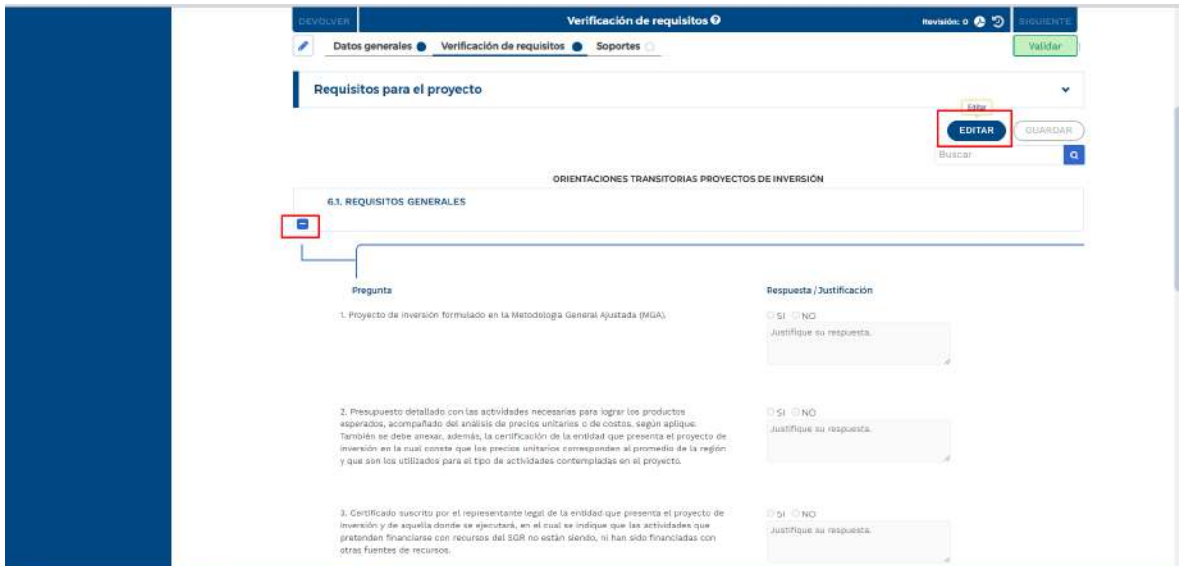 DEVOLVER
Verificación de requisitos
Revisión: 0
SIGUIENTE
Datos generales
Verificación de requisitos
Soportes
Validar
Requisitos para el proyecto
Editar
EDITAR
GUARDAR
Buscar
ORIENTACIONES TRANSITORIAS PROYECTOS DE INVERSIÓN
6.1. REQUISITOS GENERALES
Pregunta
Respuesta / Justificación
1. Proyecto de inversión formulado en la Metodología General Ajustada (MGA).
SI NO
Justifique su respuesta.
2. Presupuesto detallado con las actividades necesarias para lograr los productos
esperados, acompañado del análisis de precios unitarios o de costos, según aplique.
También se debe anexar, además, la certificación de la entidad que presenta el proyecto de
inversión en la cual conste que los precios unitarios corresponden al promedio de la región
y que son los utilizados para el tipo de actividades contempladas en el proyecto.
SI NO
Justifique su respuesta.
3. Certificado suscrito por el representante legal de la entidad que presenta el proyecto de
inversión y de aquella donde se ejecutará, en el cual se indique que las actividades que
pretenden financiarse con recursos del SGR no están siendo, ni han sido financiadas con
otras fuentes de recursos.
SI NO
Justifique su respuesta.